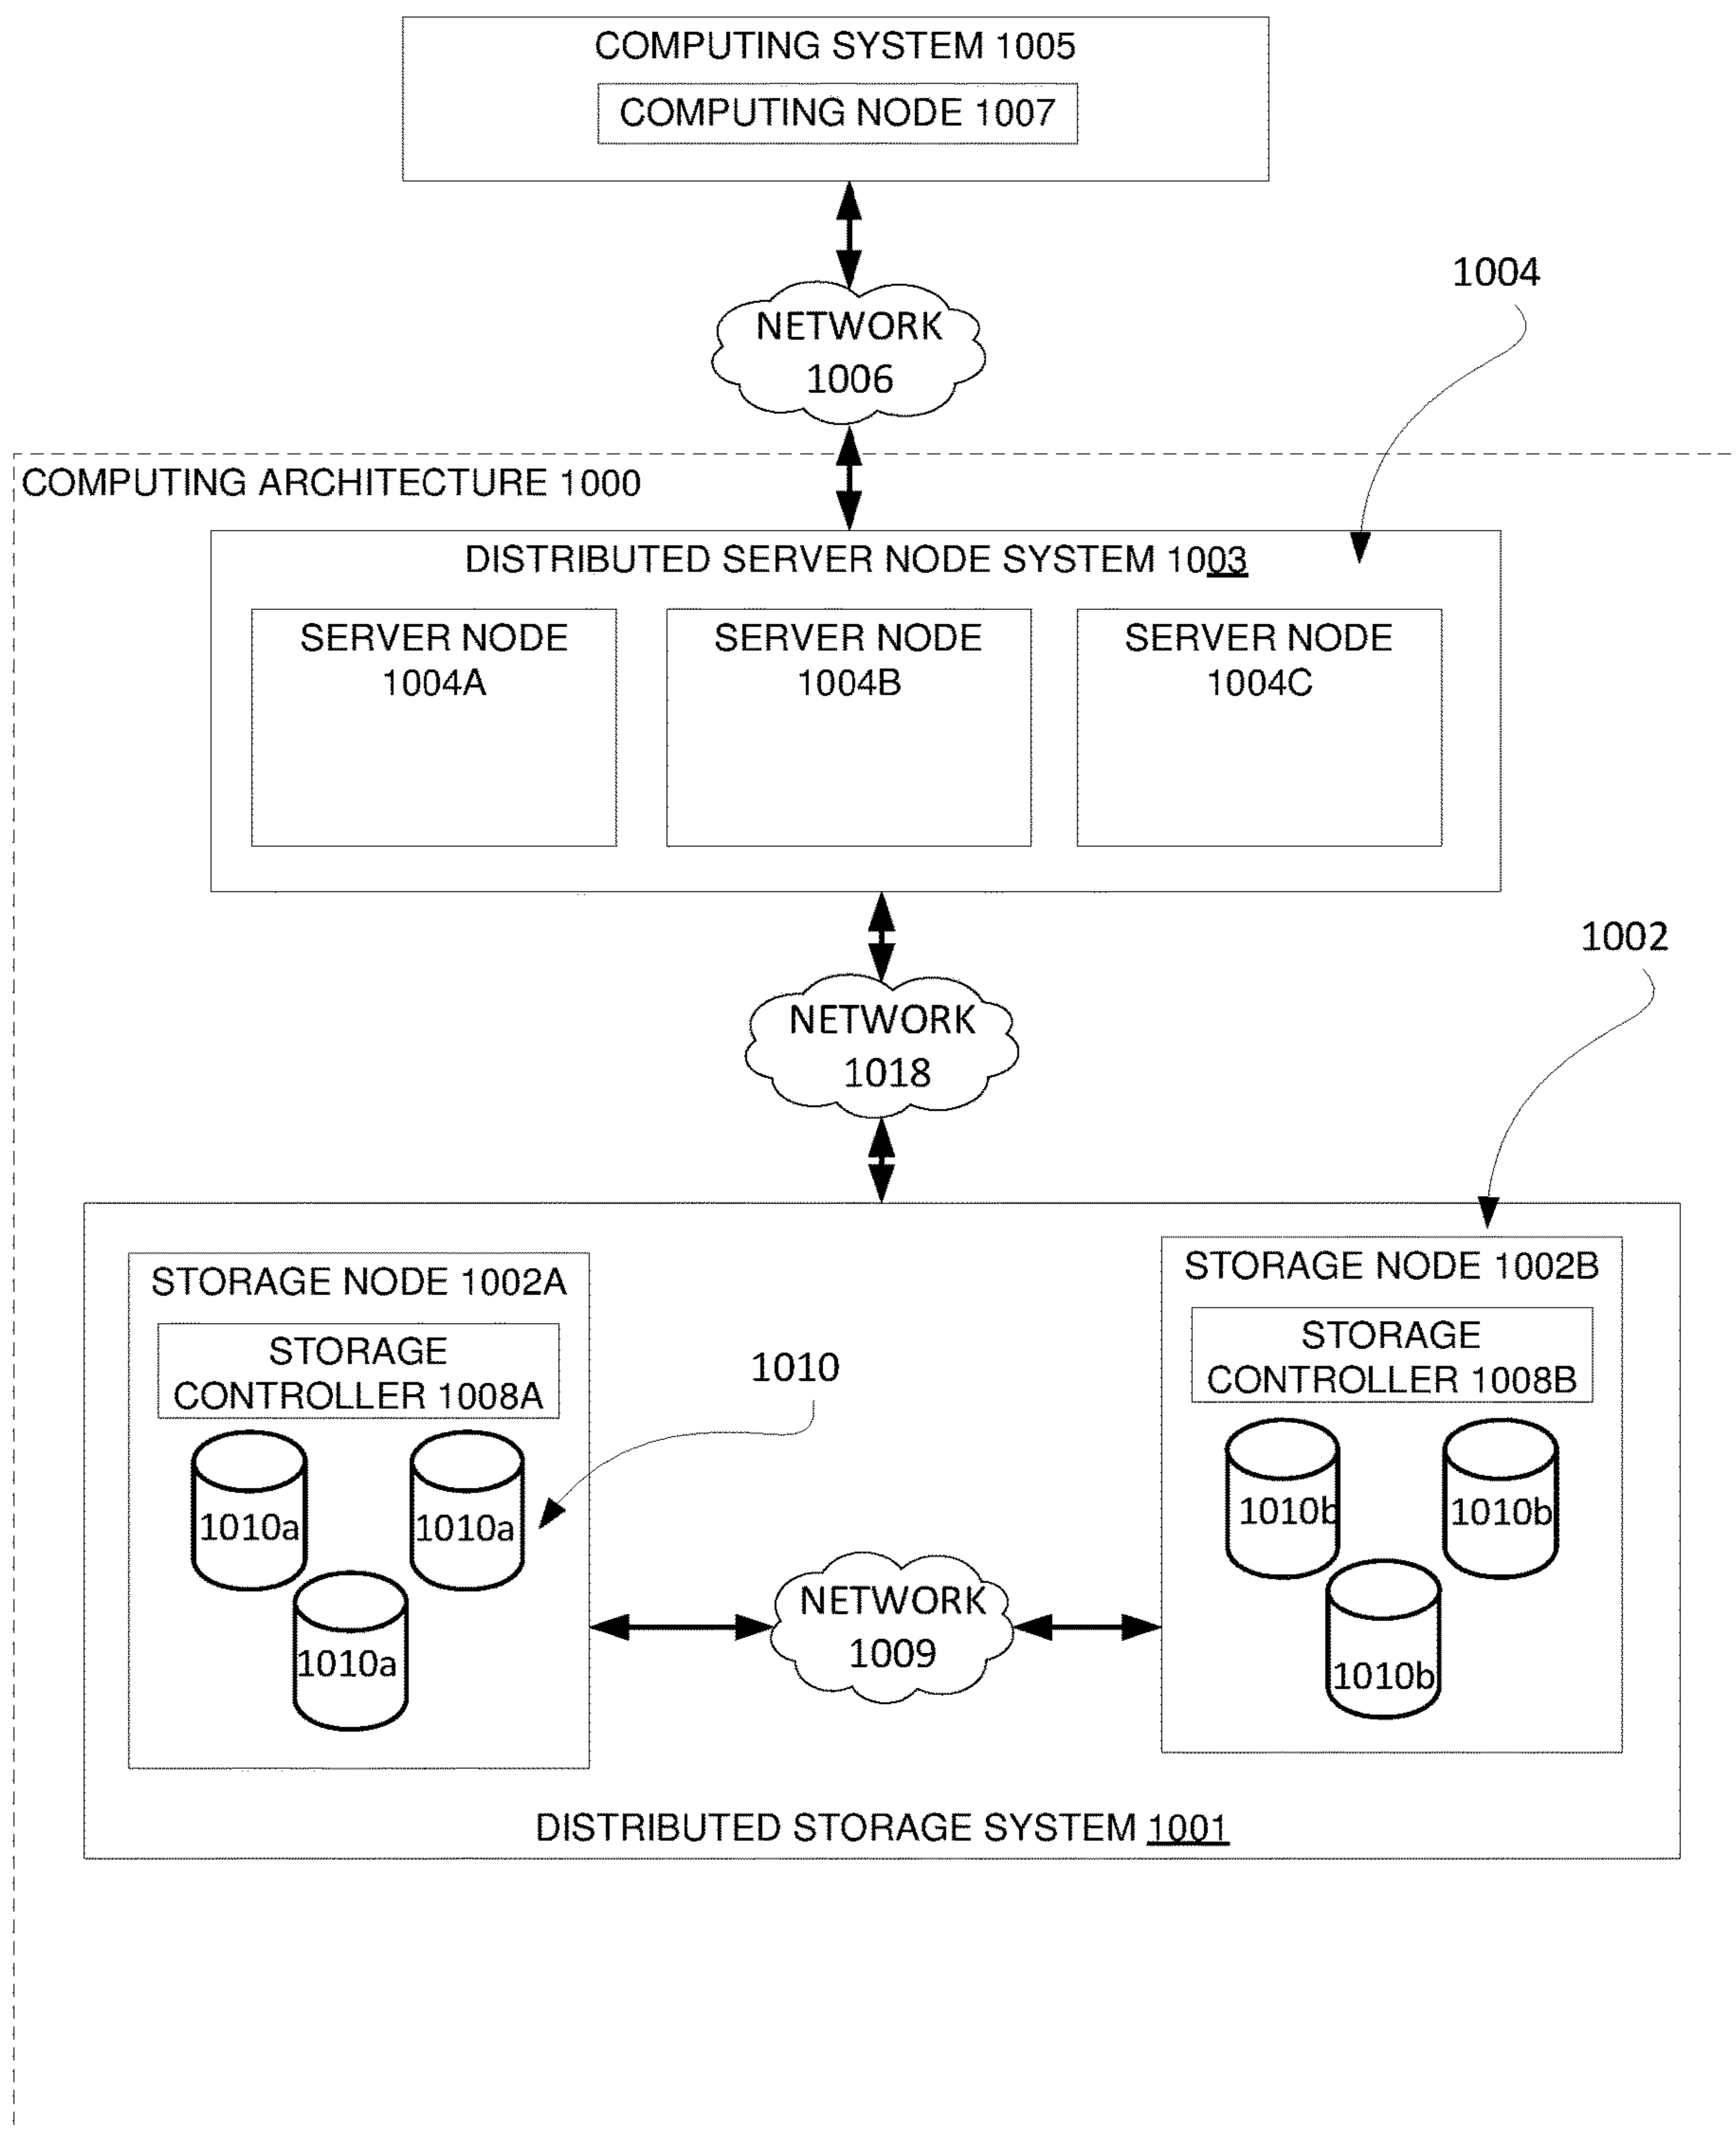 COMPUTING SYSTEM 1005
COMPUTING NODE 1007
1004
NETWORK
1006
COMPUTING ARCHITECTURE 1000
DISTRIBUTED SERVER NODE SYSTEM 1003
SERVER NODE
1004A
SERVER NODE
1004B
SERVER NODE
1004C
1002
NETWORK
1018
STORAGE NODE 1002A
STORAGE
CONTROLLER 1008A
1010a
1010a
1010a
1010
NETWORK
1009
STORAGE NODE 1002B
STORAGE
CONTROLLER 1008B
1010b
1010b
1010b
DISTRIBUTED STORAGE SYSTEM 1001